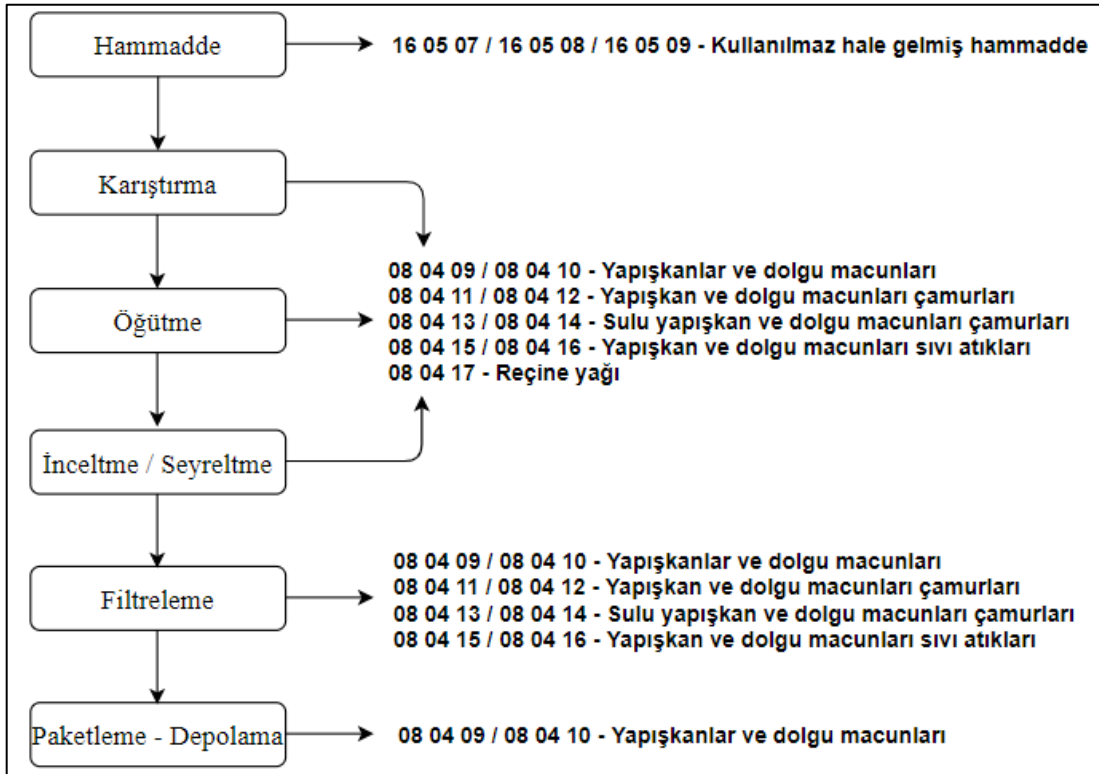 Hammadde
16 05 07 / 16 05 08 / 16 05 09 - Kullanılmaz hale gelmiş hammadde
Karıştırma
08 04 09 / 08 04 10 - Yapışkanlar ve dolgu macunları
08 04 11 / 08 04 12 - Yapışkan ve dolgu macunları çamurları
Öğütme
08 04 13 / 08 04 14 - Sulu yapışkan ve dolgu macunları çamurları
08 04 15 / 08 04 16 - Yapışkan ve dolgu macunları sıvı atıkları
08 04 17 - Reçine yağı
İnceltme / Seyreltme
08 04 09 / 08 04 10 - Yapışkanlar ve dolgu macunları
08 04 11 / 08 04 12 - Yapışkan ve dolgu macunları çamurları
Filtreleme
08 04 13 / 08 04 14 - Sulu yapışkan ve dolgu macunları çamurları
08 04 15 / 08 04 16 - Yapışkan ve dolgu macunları sıvı atıkları
Paketleme - Depolama
08 04 09 / 08 04 10 - Yapışkanlar ve dolgu macunları